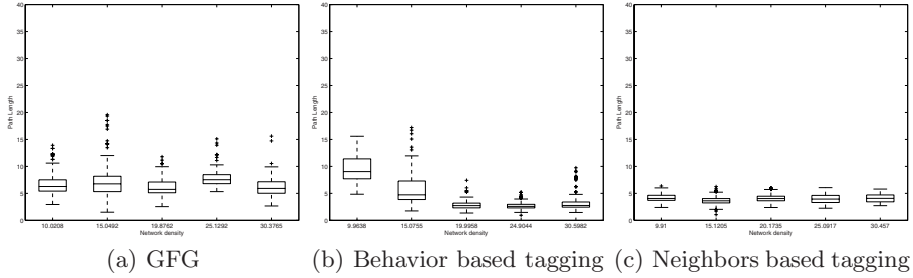 40
35
30
25
20
15
10
5
0
Path Length
10.0208 15.0492 19.8762 25.1292 30.3765
Network density
(a) GFG
40
35
30
25
20
15
10
5
0
Path Length
9.9638 15.0755 19.9958 24.9044 30.5982
Network density
(b) Behavior based tagging
40
35
30
25
20
15
10
5
0
Path Length
9.91 15.1205 20.1735 25.0917 30.457
Network density
(c) Neighbors based tagging